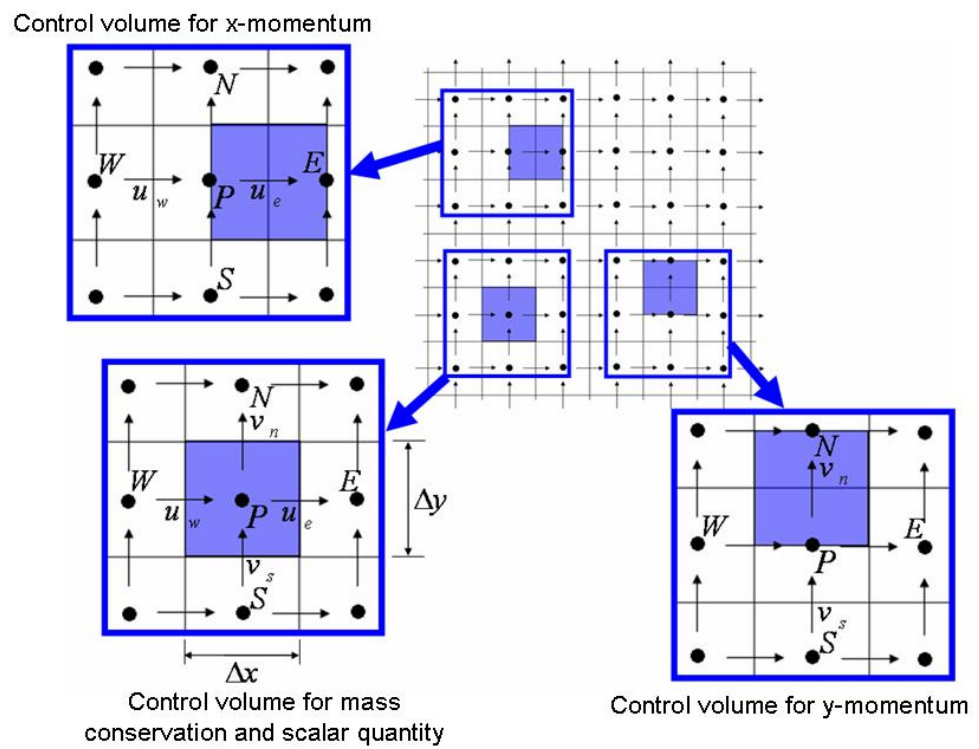 Control volume for x-momentum
N
W
E
u w
P
u e
S
N
v n
W
E
u w
P
u e
Δy
v s
S
Δx
Control volume for mass
conservation and scalar quantity
N
v n
W
E
P
v s
S
Control volume for y-momentum